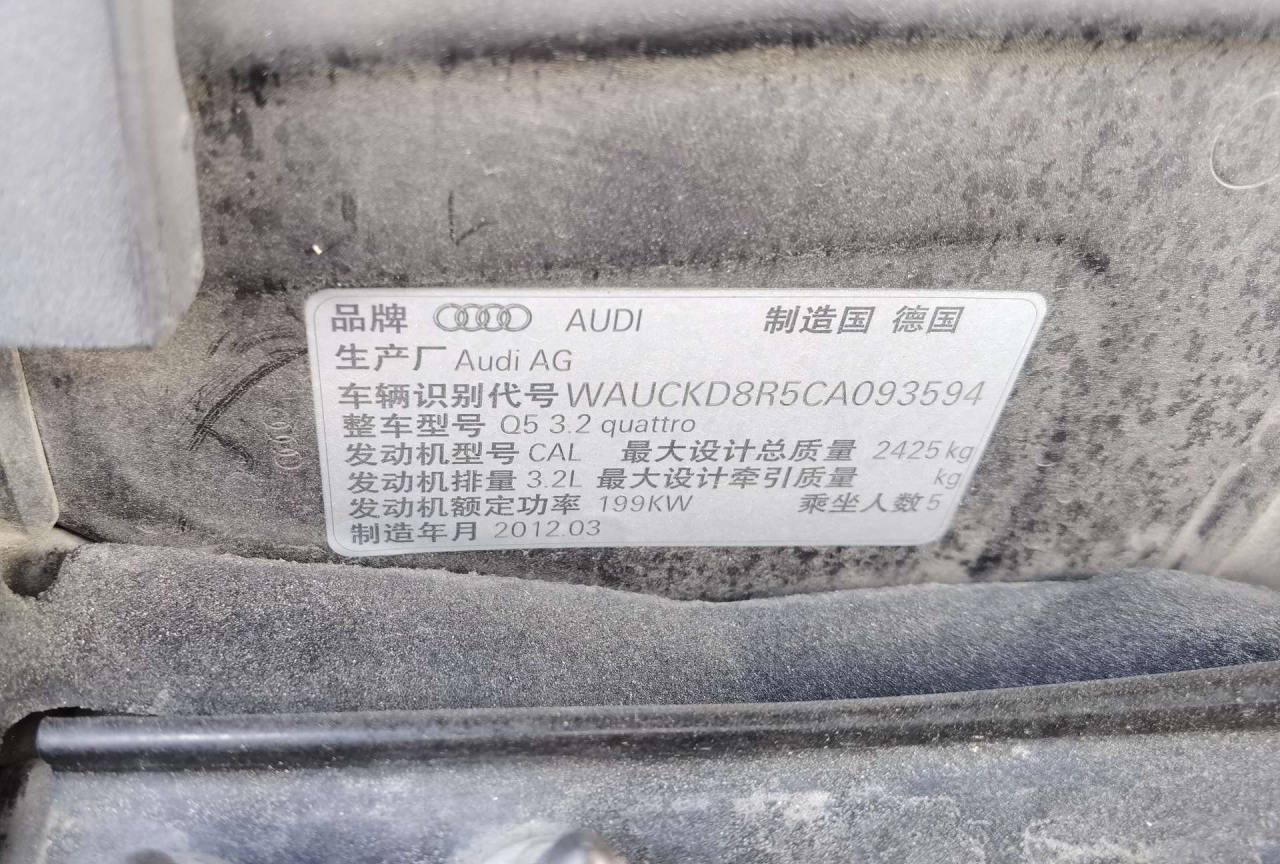 品牌 AUDI 制造国 德国
生产厂 Audi AG
车辆识别代号 WAUCKD8R5CA093594
整车型号 Q5 3.2 quattro
发动机型号 CAL 最大设计总质量 2425 kg
发动机排量 3.2L 最大设计牵引质量 kg
发动机额定功率 199KW 乘坐人数 5
制造年月 2012.03